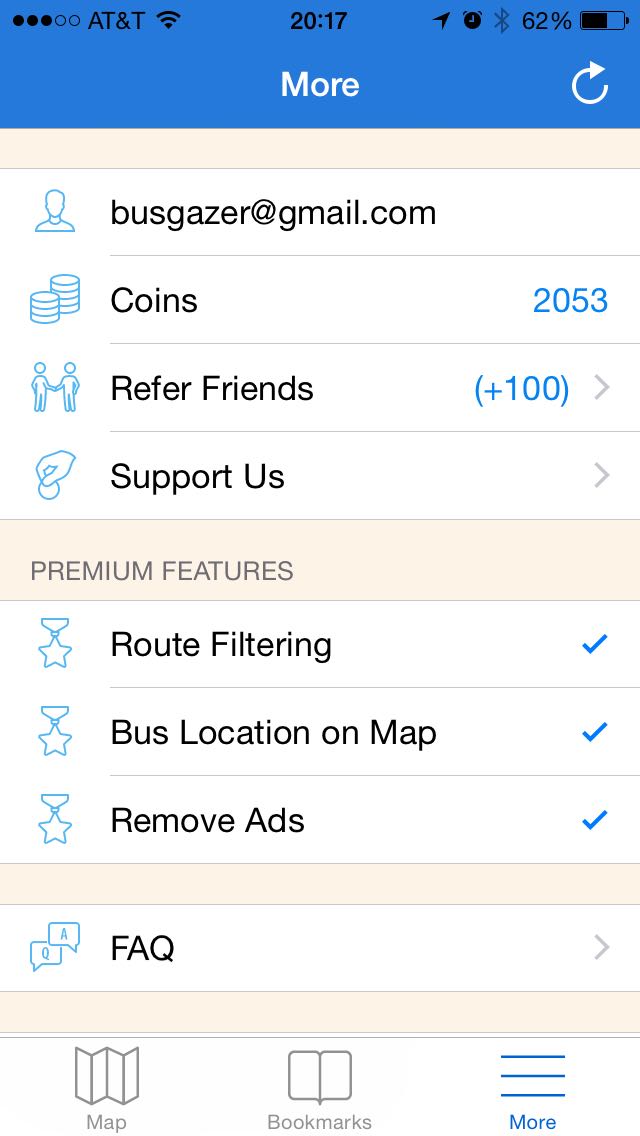 AT&T 20:17 62%
More
busgazer@gmail.com
Coins 2053
Refer Friends (+100)
Support Us
PREMIUM FEATURES
Route Filtering
Bus Location on Map
Remove Ads
Q A FAQ
Map Bookmarks More